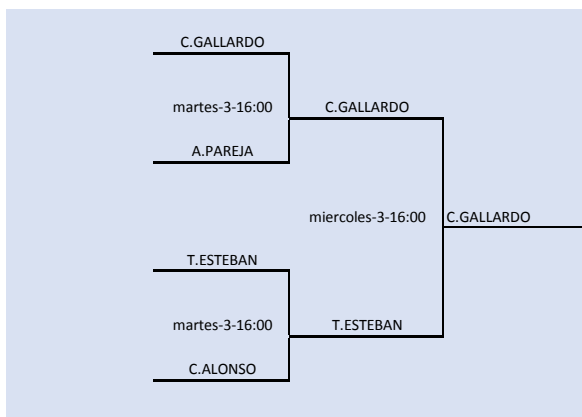 C.GALLARDO
martes-3-16:00
C.GALLARDO
A.PAREJA
miercoles-3-16:00
C.GALLARDO
T.ESTEBAN
martes-3-16:00
T.ESTEBAN
C.ALONSO